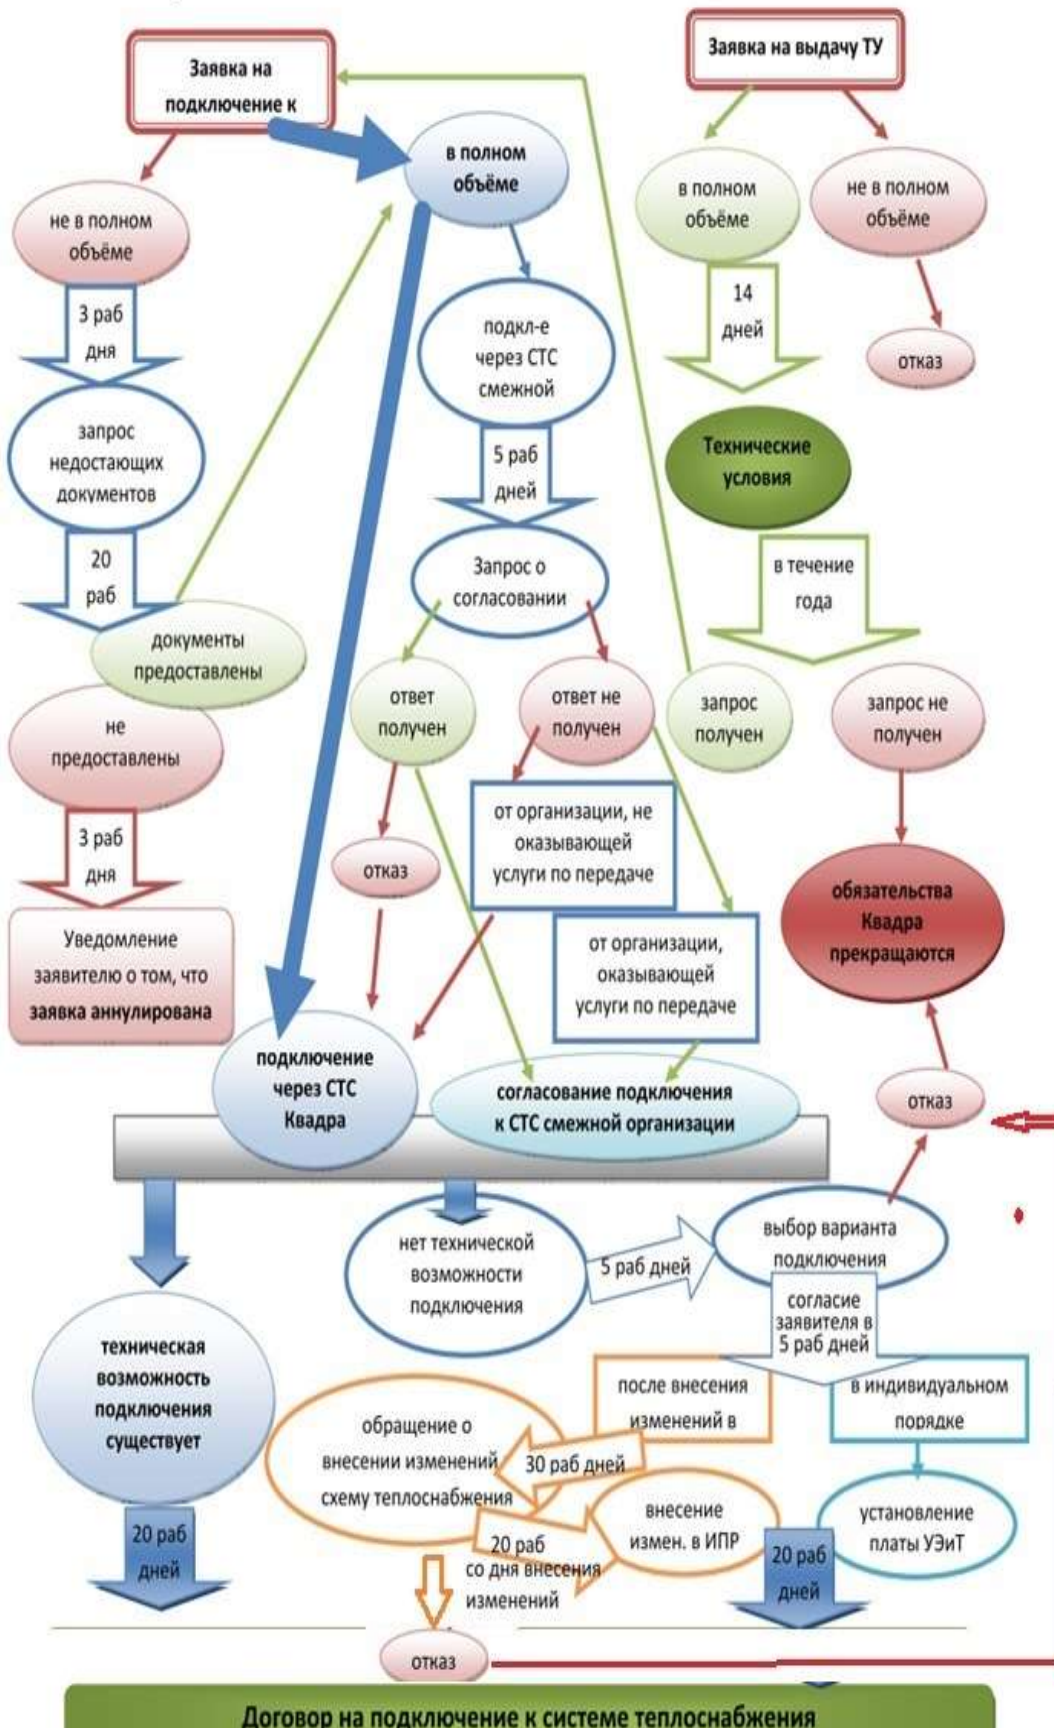 Заявка на
подключение к
Заявка на выдачу ТУ
в полном
объёме
не в полном
объёме
в полном
объёме
не в полном
объёме
3 раб
дня
подкл-е
через СТС
смежной
14
дней
отказ
запрос
недостающих
документов
5 раб
дней
Технические
условия
20
раб
Запрос о
согласовании
в течение
года
документы
предоставлены
не
предоставлены
ответ
получен
ответ не
получен
запрос
получен
запрос не
получен
3 раб
дня
отказ
от организации, не
оказывающей
услуги по передаче
обязательства
Квадра
прекращаются
Уведомление
заявителю о том, что
заявка аннулирована
от организации,
оказывающей
услуги по передаче
подключение
через СТС
Квадра
согласование подключения
к СТС смежной организации
отказ
нет технической
возможности
подключения
5 раб дней
выбор варианта
подключения
согласие
заявителя в
5 раб дней
техническая
возможность
подключения
существует
после внесения
изменений в
в индивидуальном
порядке
обращение о
внесении изменений
схему теплоснабжения
30 раб дней
внесение
измен. в ИПР
установление
платы УЭиТ
20 раб
дней
20 раб
со дня внесения
изменений
20 раб
дней
отказ
Договор на подключение к системе теплоснабжения